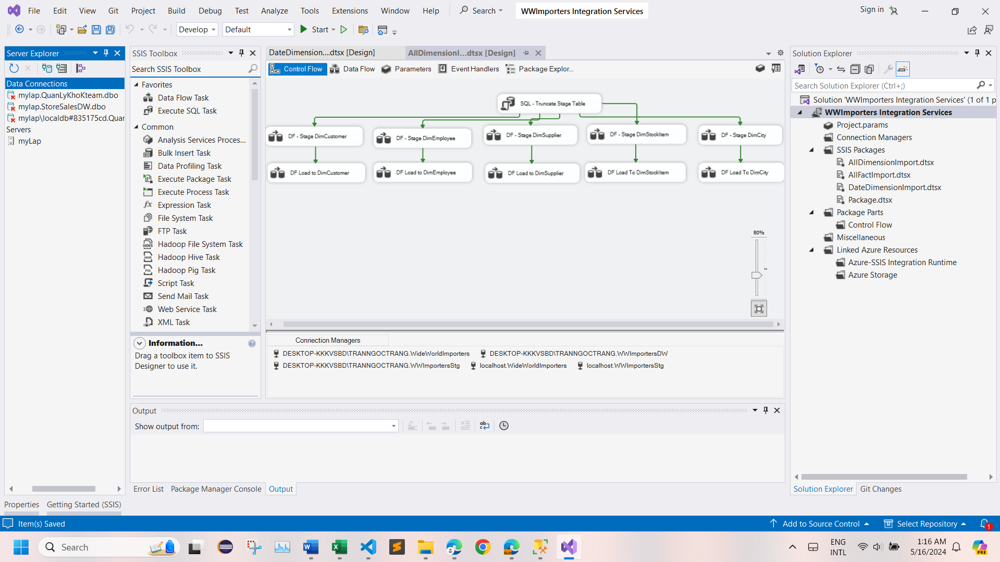 File Edit View Git Project Build Debug Test Analyze Tools Extensions Window Help Search WWImporters Integration Services Sign in
Develop Default Start
Server Explorer
Data Connections
mylap.QuanLyKhoKteam.dbo
mylap.StoreSalesDW.dbo
mylap\localdb#835175cd.Quar
Servers
myLap
SSIS Toolbox
Search SSIS Toolbox
Favorites
Data Flow Task
Execute SQL Task
Common
Analysis Services Proces...
Bulk Insert Task
Data Profiling Task
Execute Package Task
Execute Process Task
Expression Task
File System Task
FTP Task
Hadoop File System Task
Hadoop Hive Task
Hadoop Pig Task
Script Task
Send Mail Task
Web Service Task
XML Task
Information...
Drag a toolbox item to SSIS
Designer to use it.
DateDimension....dtsx [Design] AllDimensionI...dtsx [Design]
Control Flow Data Flow Parameters Event Handlers Package Explor...
SQL - Truncate Stage Table
DF - Stage DimCustomer DF - Stage DimEmployee DF - Stage DimSupplier DF - Stage DimStockItem DF - Stage DimCity
DF Load to DimCustomer DF Load to DimEmployee DF Load to DimSupplier DF Load To DimStockItem DF Load To DimCity
80%
Connection Managers
DESKTOP-KKKVSBD\TRANNGOCTRANG.WideWorldImporters DESKTOP-KKKVSBD\TRANNGOCTRANG.WWImportersDW
DESKTOP-KKKVSBD\TRANNGOCTRANG.WWImportersStg localhost.WideWorldImporters localhost.WWImportersStg
Output
Show output from:
Error List Package Manager Console Output
Solution Explorer
Search Solution Explorer (Ctrl+;)
Solution 'WWImporters Integration Services' (1 of 1 p
WWImporters Integration Services
Project.params
Connection Managers
SSIS Packages
AllDimensionImport.dtsx
AllFactImport.dtsx
DateDimensionImport.dtsx
Package.dtsx
Package Parts
Control Flow
Miscellaneous
Linked Azure Resources
Azure-SSIS Integration Runtime
Azure Storage
Solution Explorer Git Changes
Properties Getting Started (SSIS)
Item(s) Saved Add to Source Control Select Repository 1
Search ENG INTL 1:16 AM 5/16/2024 PRE